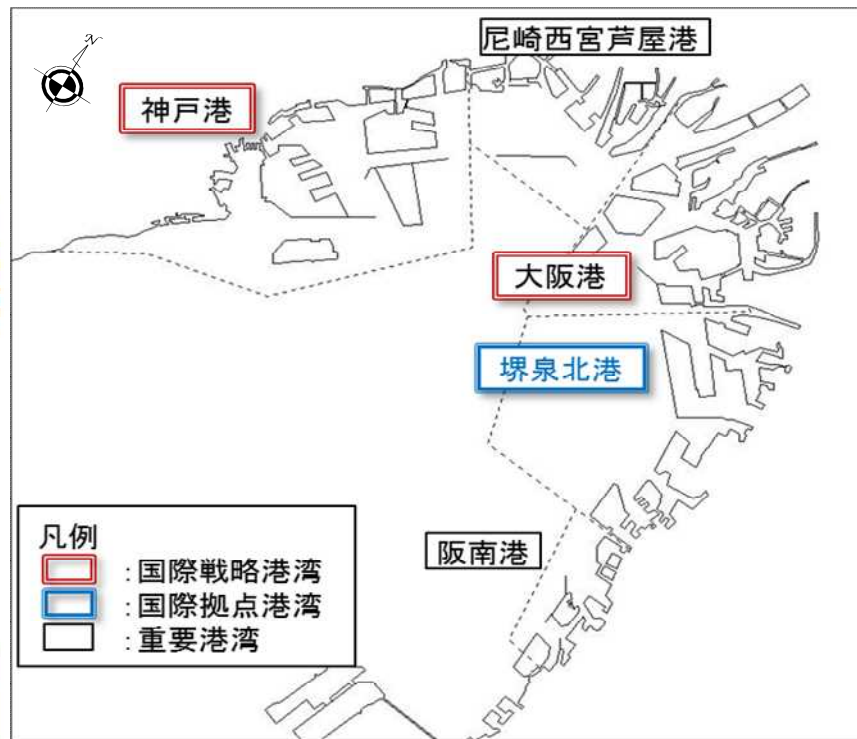 尼崎西宮芦屋港
N
神戸港
大阪港
堺泉北港
阪南港
凡例
：国際戦略港湾
：国際拠点港湾
：重要港湾